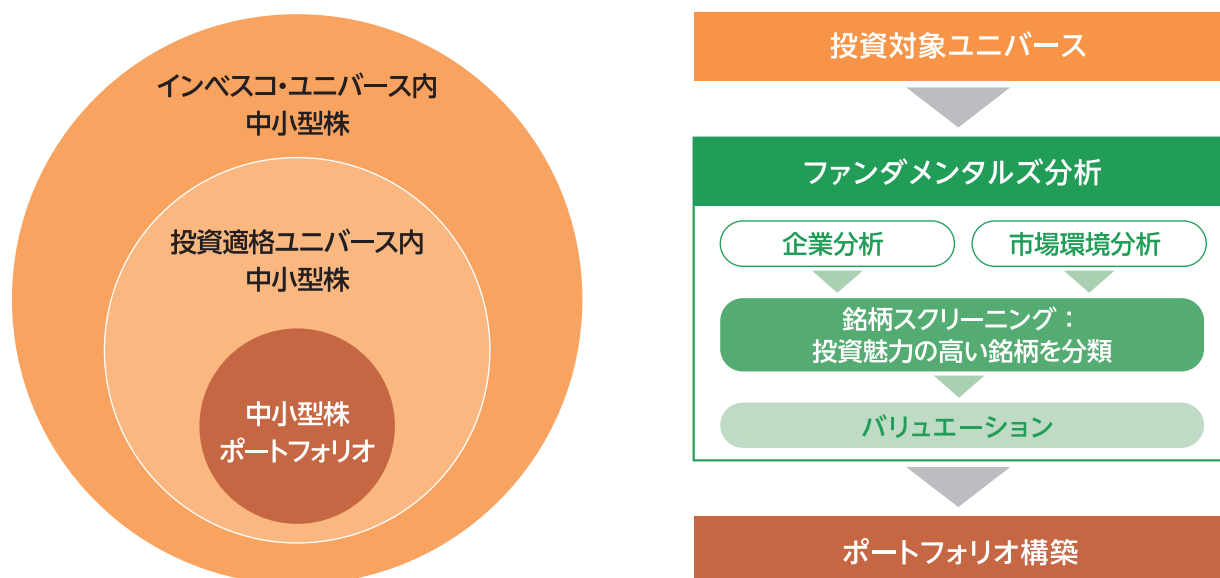 インベスコ・ユニバース内
中小型株
投資適格ユニバース内
中小型株
中小型株
ポートフォリオ
投資対象ユニバース
ファンダメンタルズ分析
企業分析
市場環境分析
銘柄スクリーニング：
投資魅力の高い銘柄を分類
バリュエーション
ポートフォリオ構築